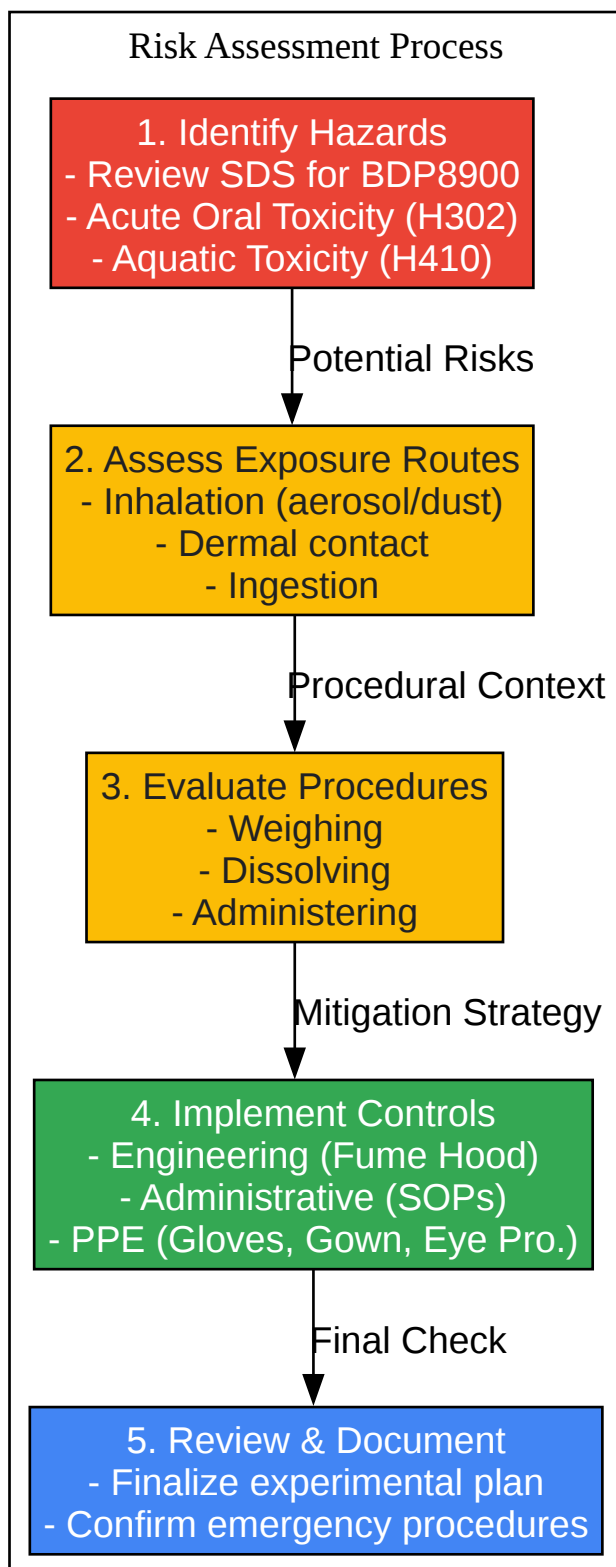 Risk Assessment Process
1. Identify Hazards
- Review SDS for BDP8900
- Acute Oral Toxicity (H302)
- Aquatic Toxicity (H410)
Potential Risks
2. Assess Exposure Routes
- Inhalation (aerosol/dust)
- Dermal contact
- Ingestion
Procedural Context
3. Evaluate Procedures
- Weighing
- Dissolving
- Administering
Mitigation Strategy
4. Implement Controls
- Engineering (Fume Hood)
- Administrative (SOPs)
- PPE (Gloves, Gown, Eye Pro.)
Final Check
5. Review & Document
- Finalize experimental plan
- Confirm emergency procedures